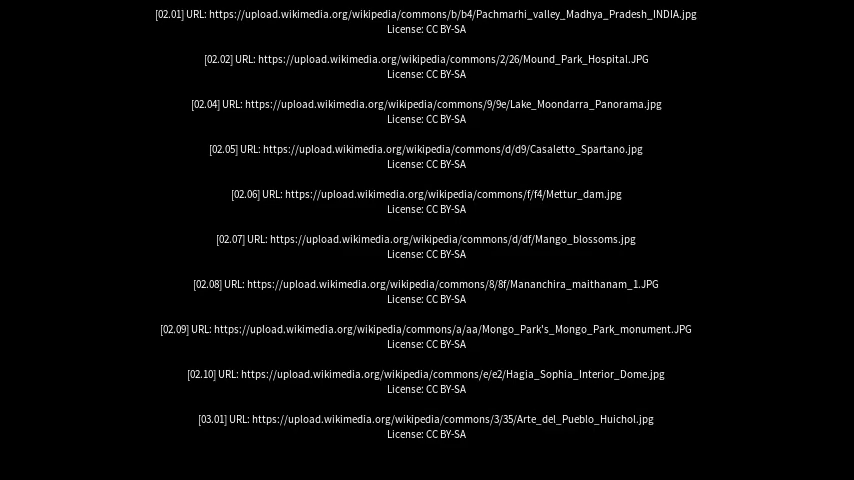 [02.01] URL: https://upload.wikimedia.org/wikipedia/commons/b/b4/Pachmarhi_valley_Madhya_Pradesh_INDIA.jpg
License: CC BY-SA
[02.02] URL: https://upload.wikimedia.org/wikipedia/commons/2/26/Mound_Park_Hospital.JPG
License: CC BY-SA
[02.04] URL: https://upload.wikimedia.org/wikipedia/commons/9/9e/Lake_Moondarra_Panorama.jpg
License: CC BY-SA
[02.05] URL: https://upload.wikimedia.org/wikipedia/commons/d/d9/Casaletto_Spartano.jpg
License: CC BY-SA
[02.06] URL: https://upload.wikimedia.org/wikipedia/commons/f/f4/Mettur_dam.jpg
License: CC BY-SA
[02.07] URL: https://upload.wikimedia.org/wikipedia/commons/d/df/Mango_blossoms.jpg
License: CC BY-SA
[02.08] URL: https://upload.wikimedia.org/wikipedia/commons/8/8f/Mananchira_maithanam_1.JPG
License: CC BY-SA
[02.09] URL: https://upload.wikimedia.org/wikipedia/commons/a/aa/Mongo_Park's_Mongo_Park_monument.JPG
License: CC BY-SA
[02.10] URL: https://upload.wikimedia.org/wikipedia/commons/e/e2/Hagia_Sophia_Interior_Dome.jpg
License: CC BY-SA
[03.01] URL: https://upload.wikimedia.org/wikipedia/commons/3/35/Arte_del_Pueblo_Huichol.jpg
License: CC BY-SA